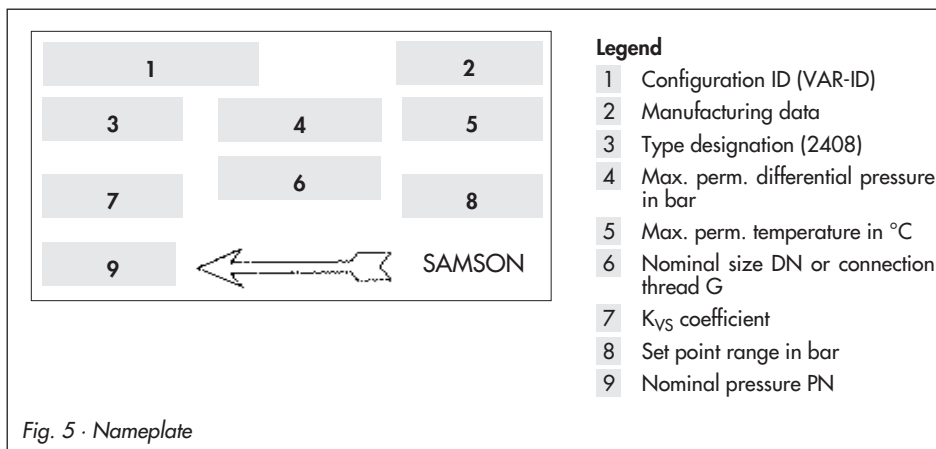 1
2
3
4
5
6
7
8
9
SAMSON
Legend
1 Configuration ID (VAR-ID)
2 Manufacturing data
3 Type designation (2408)
4 Max. perm. differential pressure
in bar
5 Max. perm. temperature in °C
6 Nominal size DN or connection
thread G
7 KVS coefficient
8 Set point range in bar
9 Nominal pressure PN
Fig. 5 · Nameplate